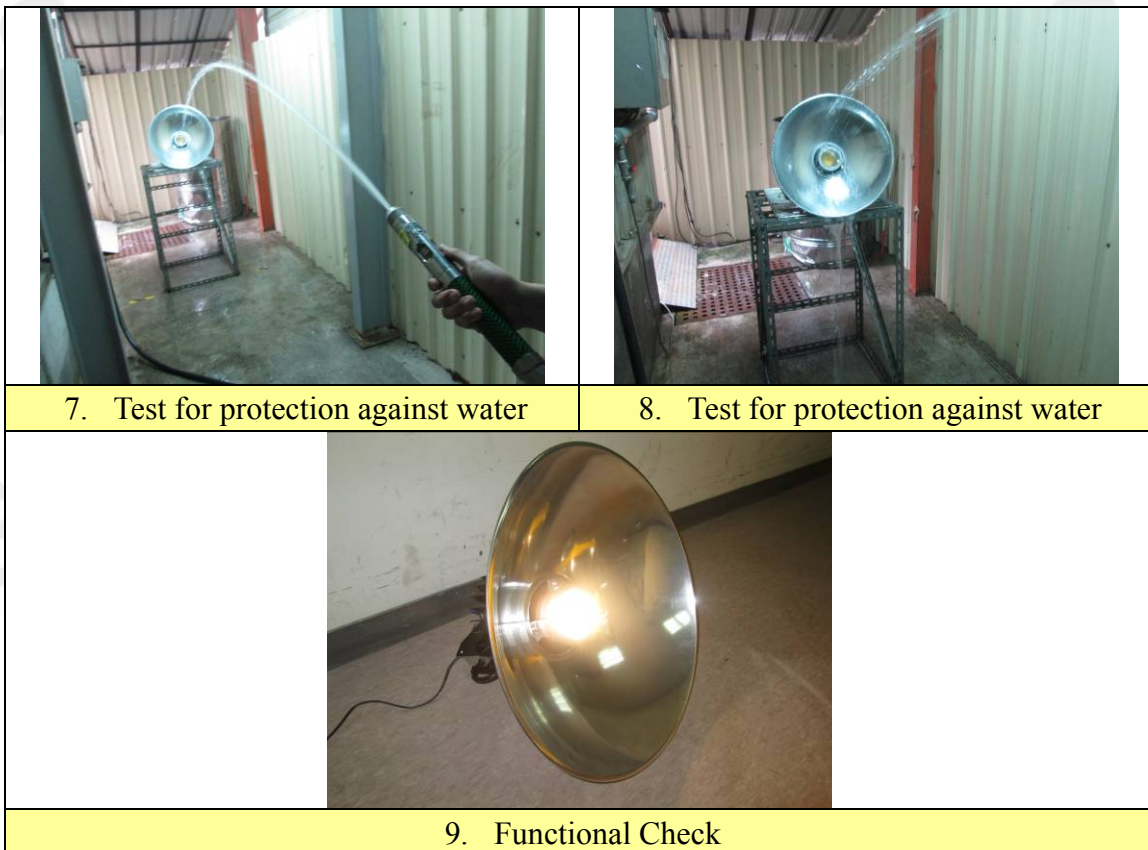 7. Test for protection against water
8. Test for protection against water
9. Functional Check